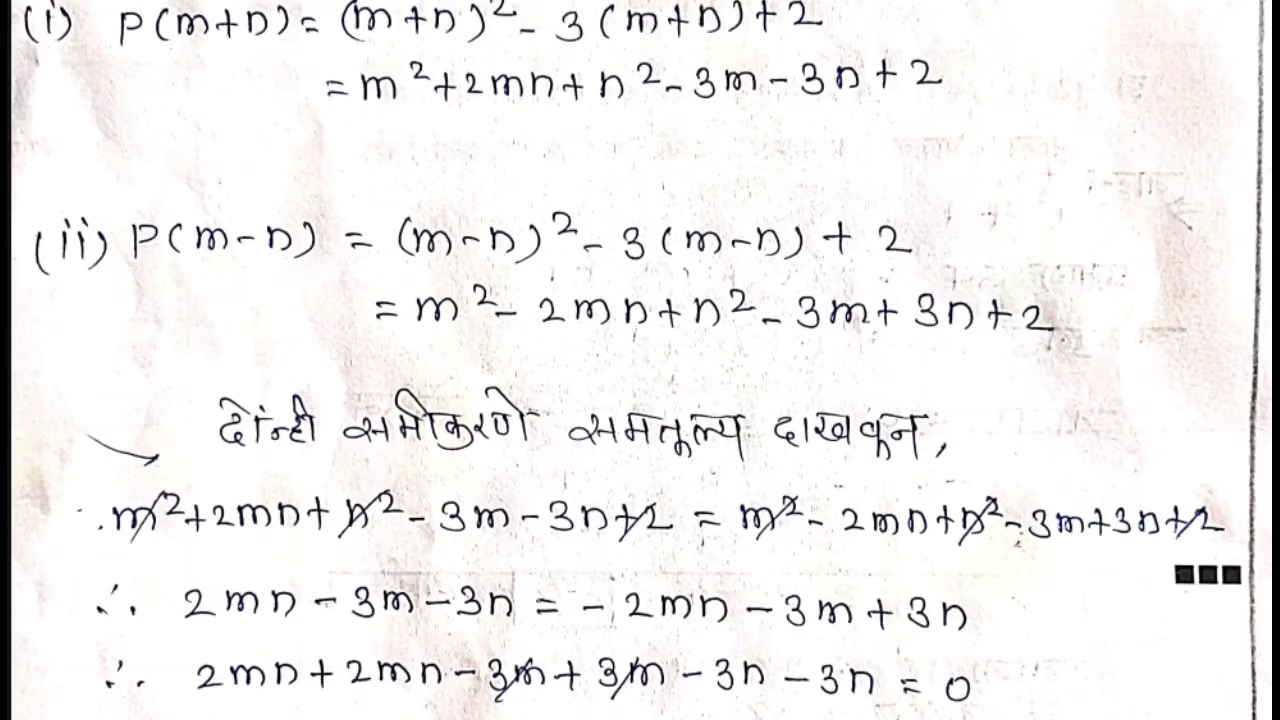 (i) P(m+n) = (m+n)² - 3(m+n)+2
= m²+2mn+n²-3m-3n+2
(ii) P(m-n) = (m-n)² - 3(m-n) + 2
= m² - 2mn+n²-3m+3n+2
दोन्ही समीकरणे समतूल्य दाखवून,
∴ m²+2mn+n²-3m-3n+2 = m²-2mn+n²-3m+3n+2
∴ 2mn-3m-3n = -2mn-3m+3n
∴ 2mn+2mn-3m+3m-3n-3n = 0